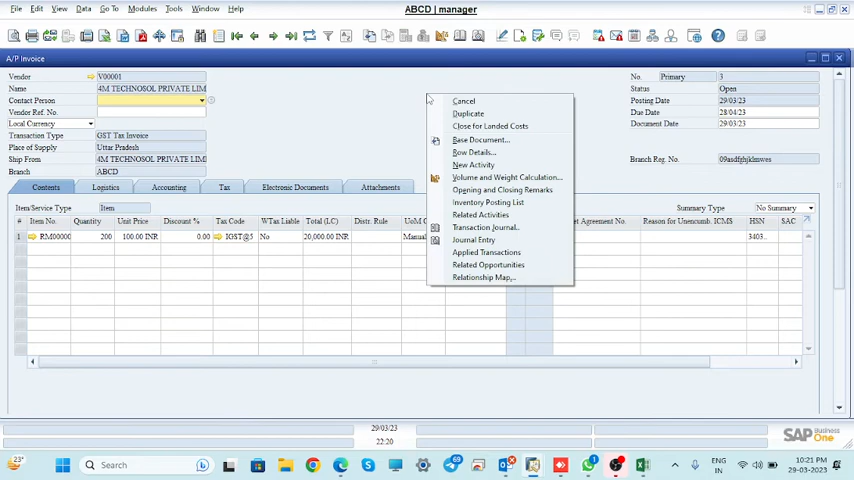 File Edit View Data Go To Modules Tools Window Help
ABCD | manager
A/P Invoice
Vendor V00001
Name 4M TECHNOSOL PRIVATE LIM
Contact Person
Vendor Ref. No.
Local Currency
Transaction Type GST Tax Invoice
Place of Supply Uttar Pradesh
Ship From 4M TECHNOSOL PRIVATE LIM
Branch ABCD
No. Primary 3
Status Open
Posting Date 29/03/23
Due Date 28/04/23
Document Date 29/03/23
Branch Reg. No. 09asdfghjklmwes
Cancel
Duplicate
Close for Landed Costs
Base Document...
Row Details...
New Activity
Volume and Weight Calculation...
Opening and Closing Remarks
Inventory Posting List
Related Activities
Transaction Journal..
Journal Entry
Applied Transactions
Related Opportunities
Relationship Map...
Contents Logistics Accounting Tax Electronic Documents Attachments
Item/Service Type Item
Summary Type No Summary
# Item No. Quantity Unit Price Discount % Tax Code WTax Liable Total (LC) Distr. Rule UoM C et Agreement No. Reason for Unencumb. ICMS HSN SAC
1 RM00000 200 100.00 INR 0.00 IGST@5 No 20,000.00 INR Manual 3403..
29/03/23
22:20
SAP Business One
23° Search 69 1 ENG IN 10:21 PM 29-03-2023